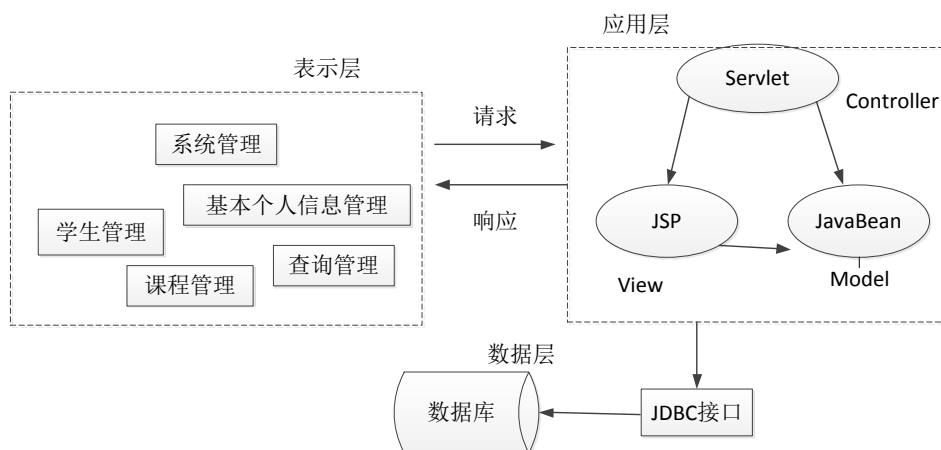 应用层
表示层
Servlet
Controller
请求
系统管理
基本个人信息管理
响应
学生管理
JSP
JavaBean
查询管理
课程管理
View
Model
数据层
数据库
JDBC接口